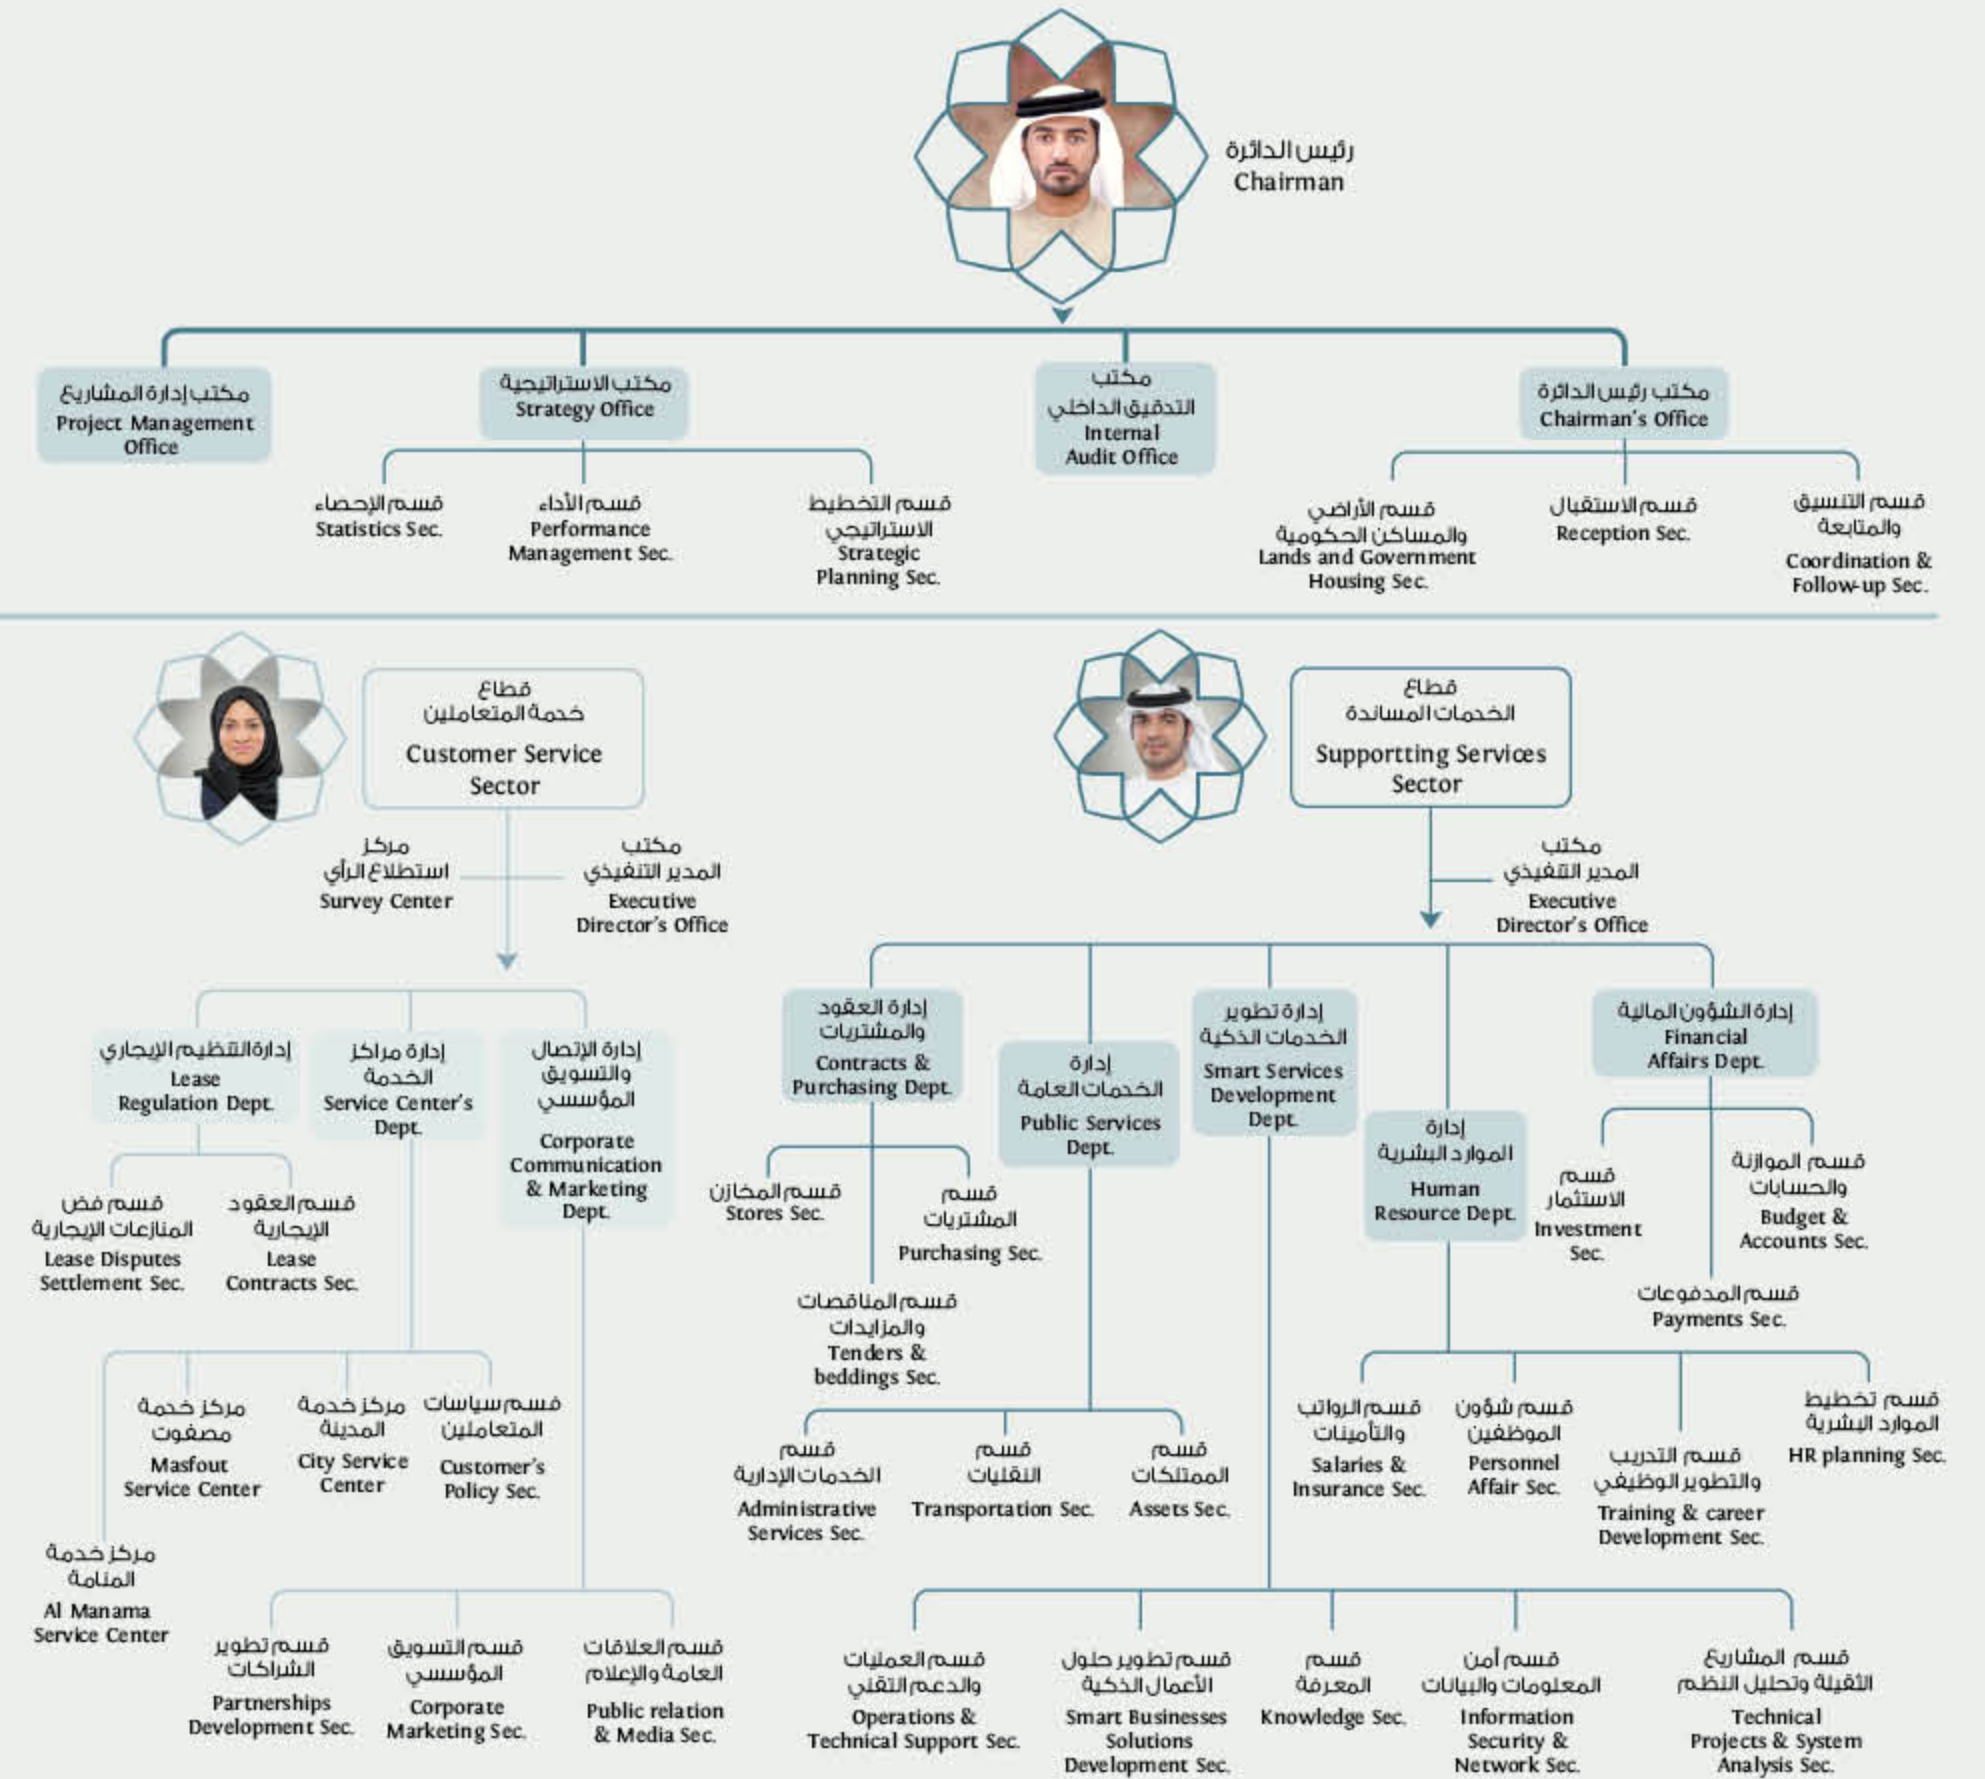 رئيس الدائرة
Chairman
مكتب إدارة المشاريع
Project Management
Office
مكتب الاستراتيجية
Strategy Office
مكتب
التدقيق الداخلي
Internal
Audit Office
مكتب رئيس الدائرة
Chairman's Office
قسم الإحصاء
Statistics Sec.
قسم الأداء
Performance
Management Sec.
قسم التخطيط
الاستراتيجي
Strategic
Planning Sec.
قسم الأراضي
والمساكن الحكومية
Lands and Government
Housing Sec.
قسم الاستقبال
Reception Sec.
قسم التنسيق
والمتابعة
Coordination &
Follow-up Sec.
قطاع
خدمة المتعاملين
Customer Service
Sector
مركز
استطلاع الرأي
Survey Center
مكتب
المدير التنفيذي
Executive
Director's Office
إدارة التنظيم الإيجاري
Lease
Regulation Dept.
إدارة مراكز
الخدمة
Service Center's
Dept.
إدارة الإتصال
والتسويق
المؤسسي
Corporate
Communication
& Marketing
Dept.
قسم فض
المنازعات الإيجارية
Lease Disputes
Settlement Sec.
قسم العقود
الإيجارية
Lease
Contracts Sec.
مركز خدمة
مصفوت
Masfout
Service Center
مركز خدمة
المدينة
City Service
Center
قسم سياسات
المتعاملين
Customer's
Policy Sec.
مركز خدمة
المنامة
Al Manama
Service Center
قسم تطوير
الشراكات
Partnerships
Development Sec.
قسم التسويق
المؤسسي
Corporate
Marketing Sec.
قسم العلاقات
العامة والإعلام
Public relation
& Media Sec.
قطاع
الخدمات المساندة
Supportting Services
Sector
مكتب
المدير التنفيذي
Executive
Director's Office
إدارة العقود
والمشتريات
Contracts &
Purchasing Dept.
إدارة
الخدمات العامة
Public Services
Dept.
إدارة تطوير
الخدمات الذكية
Smart Services
Development
Dept.
إدارة
الموارد البشرية
Human
Resource Dept.
إدارة الشؤون المالية
Financial
Affairs Dept.
قسم المخازن
Stores Sec.
قسم
المشتريات
Purchasing Sec.
قسم المناقصات
والمزايدات
Tenders &
beddings Sec.
قسم
الاستثمار
Investment
Sec.
قسم الموازنة
والحسابات
Budget &
Accounts Sec.
قسم المدفوعات
Payments Sec.
قسم
الخدمات الإدارية
Administrative
Services Sec.
قسم
النقليات
Transportation Sec.
قسم
الممتلكات
Assets Sec.
قسم الرواتب
والتأمينات
Salaries &
Insurance Sec.
قسم شؤون
الموظفين
Personnel
Affair Sec.
قسم التدريب
والتطوير الوظيفي
Training & career
Development Sec.
قسم تخطيط
الموارد البشرية
HR planning Sec.
قسم العمليات
والدعم التقني
Operations &
Technical Support Sec.
قسم تطوير حلول
الأعمال الذكية
Smart Businesses
Solutions
Development Sec.
قسم
المعرفة
Knowledge Sec.
قسم أمن
المعلومات والبيانات
Information
Security &
Network Sec.
قسم المشاريع
الثقيلة وتحليل النظم
Technical
Projects & System
Analysis Sec.